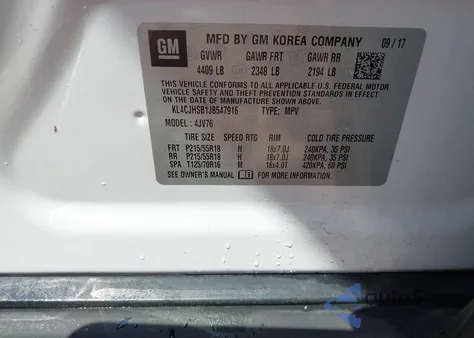 GM
MFD BY GM KOREA COMPANY 09 / 17
GVWR GAWR FRT GAWR RR
4409 LB 2348 LB 2194 LB
THIS VEHICLE CONFORMS TO ALL APPLICABLE U.S. FEDERAL MOTOR
VEHICLE SAFETY AND THEFT PREVENTION STANDARDS IN
EFFECT ON THE DATE OF MANUFACTURE SHOWN ABOVE.
KL4CJHSB1JB547916 TYPE: MPV
MODEL: 4JV76
TIRE SIZE SPEED RTG RIM COLD TIRE PRESSURE
FRT P215/55R18 H 18x7.0J 240KPA, 35 PSI
RR P215/55R18 H 18x7.0J 240KPA, 35 PSI
SPA T125/70R16 M 16x4.0T 420KPA, 60 PSI
SEE OWNER'S MANUAL FOR ADDITIONAL INFORMATION.